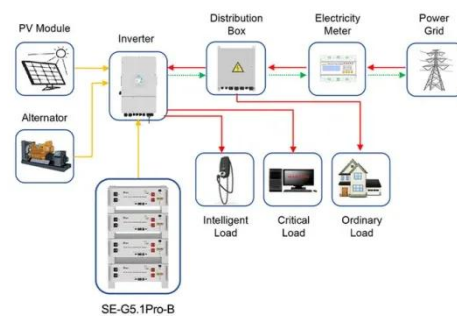 PV Module
Inverter
Distribution
Box
Electricity
Meter
Power
Grid
Alternator
Intelligent
Load
Critical
Load
Ordinary
Load
SE-G5.1Pro-B